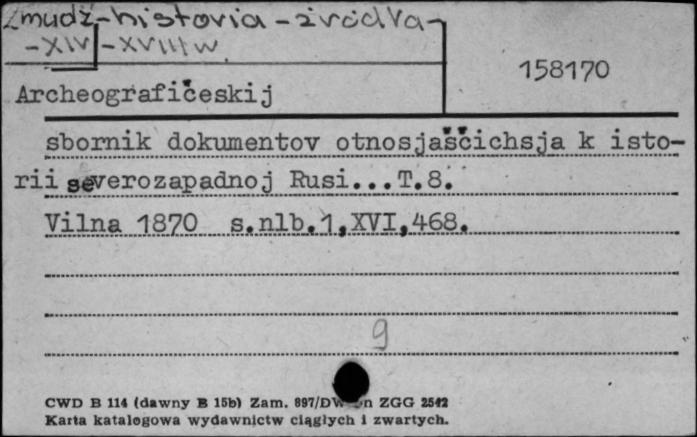 Żmudź-historia-źródła-
-XIV-XVIII w.
158170
Archeografičeskij
sbornik dokumentov otnosjaščichsja k isto-
rii severozapadnoj Rusi...T.8.
Vilna 1870 s.nlb.1,XVI,468.
9
CWD B 114 (dawny B 15b) Zam. 897/DW ZGG 2542
Karta katalogowa wydawnictw ciągłych i zwartych.